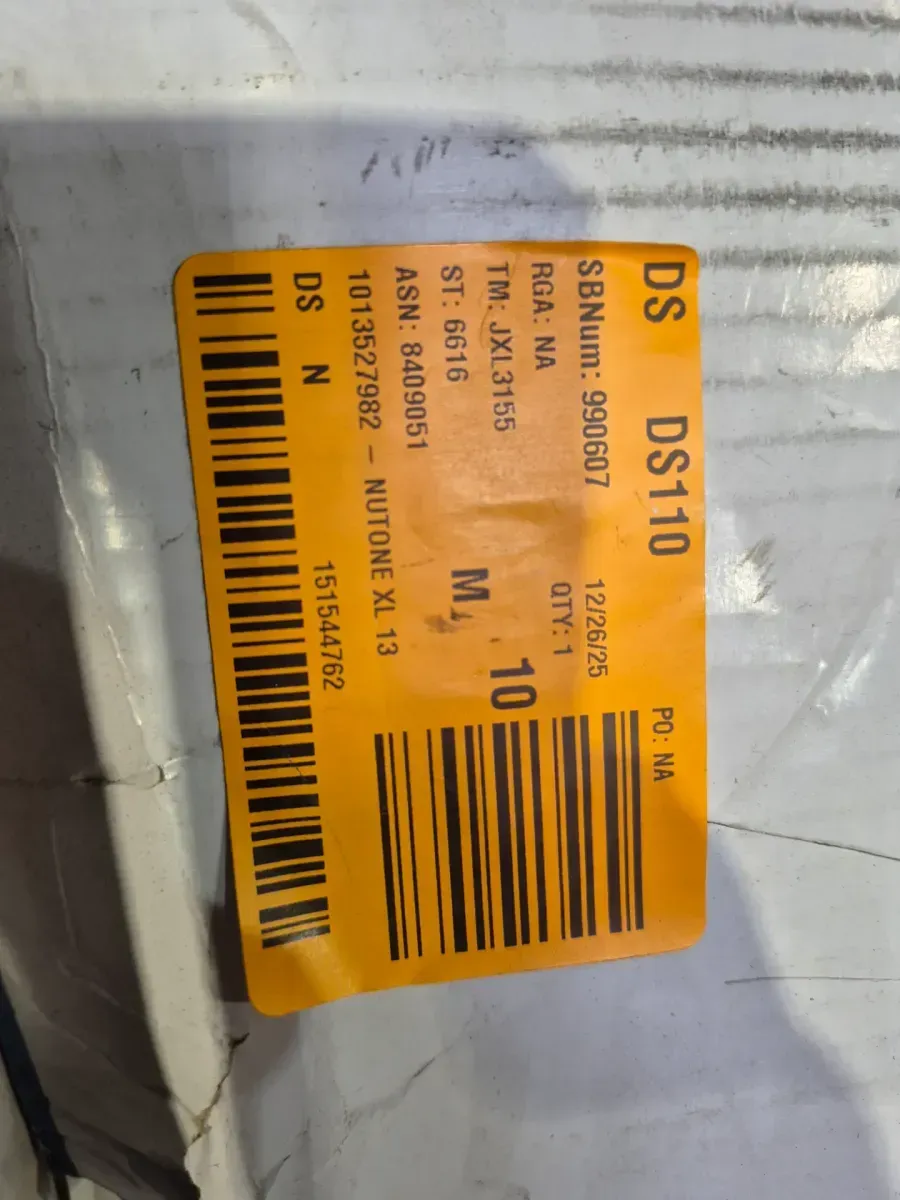 DS DS110 PO: NA
SBNum: 990607 12/26/25
RGA: NA QTY: 1
TM: JXL3155 10
ST: 6616 M
ASN: 8409051
1013527982 - NUTONE XL 13
DS N 151544762